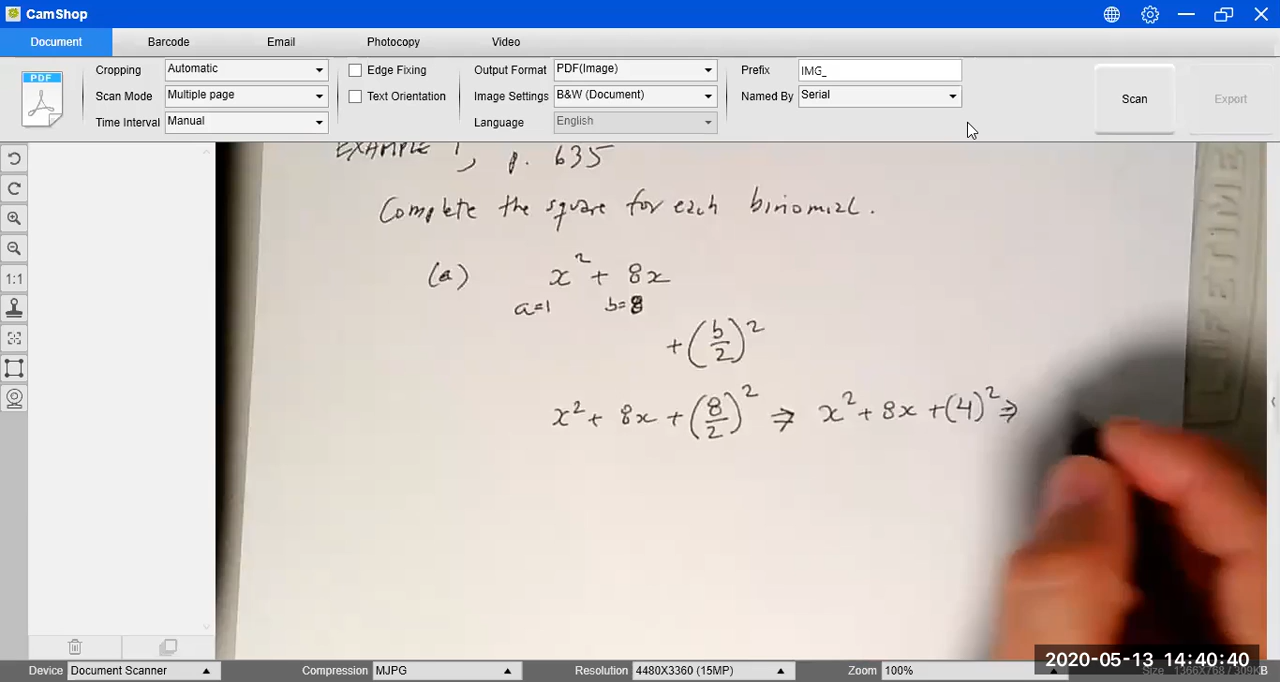 CamShop
Document Barcode Email Photocopy Video
Cropping Automatic Edge Fixing Output Format PDF(Image) Prefix IMG_
PDF Scan Mode Multiple page Text Orientation Image Settings B&W (Document) Named By Serial Scan Export
Time Interval Manual Language English
EXAMPLE 1, p. 635
Complete the square for each binomial.
(a) x² + 8x
a=1 b=8
+(b/2)²
x² + 8x + (8/2)² ⇒ x² + 8x + (4)² ⇒
1:1
LIFETIME
2020-05-13 14:40:40
Device Document Scanner Compression MJPG Resolution 4480X3360 (15MP) Zoom 100%